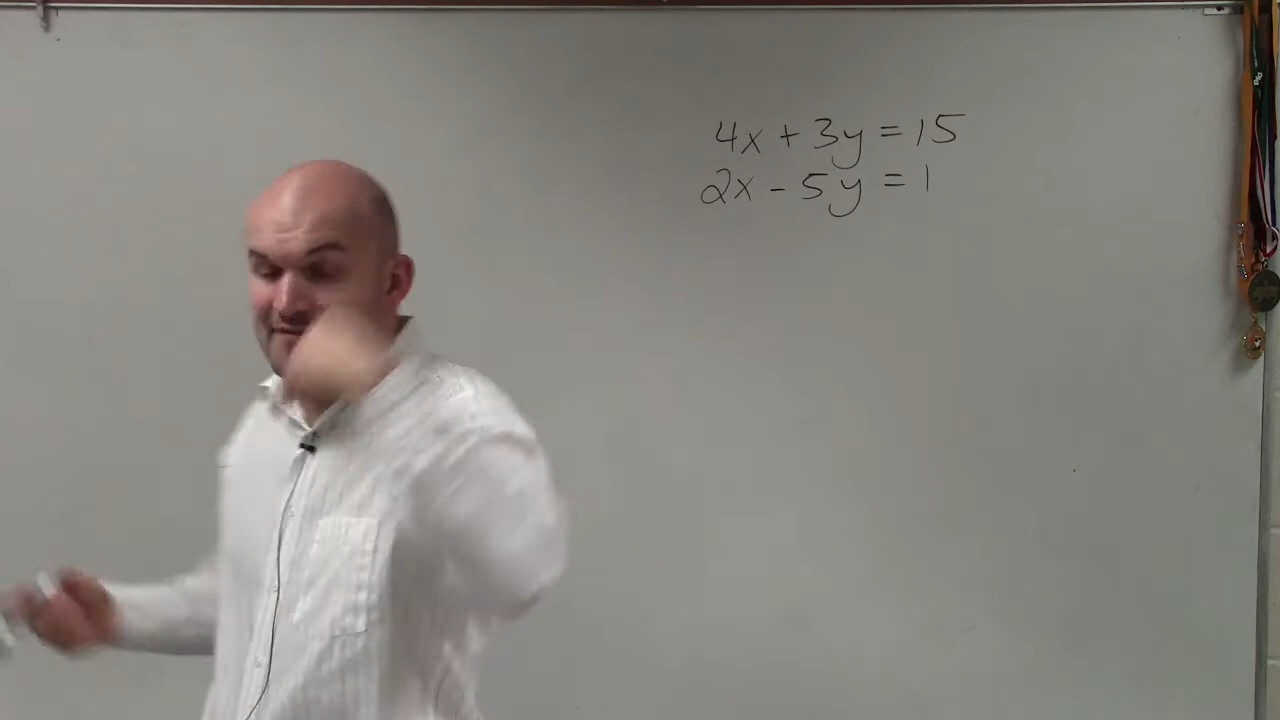 4x + 3y = 15
2x - 5y = 1